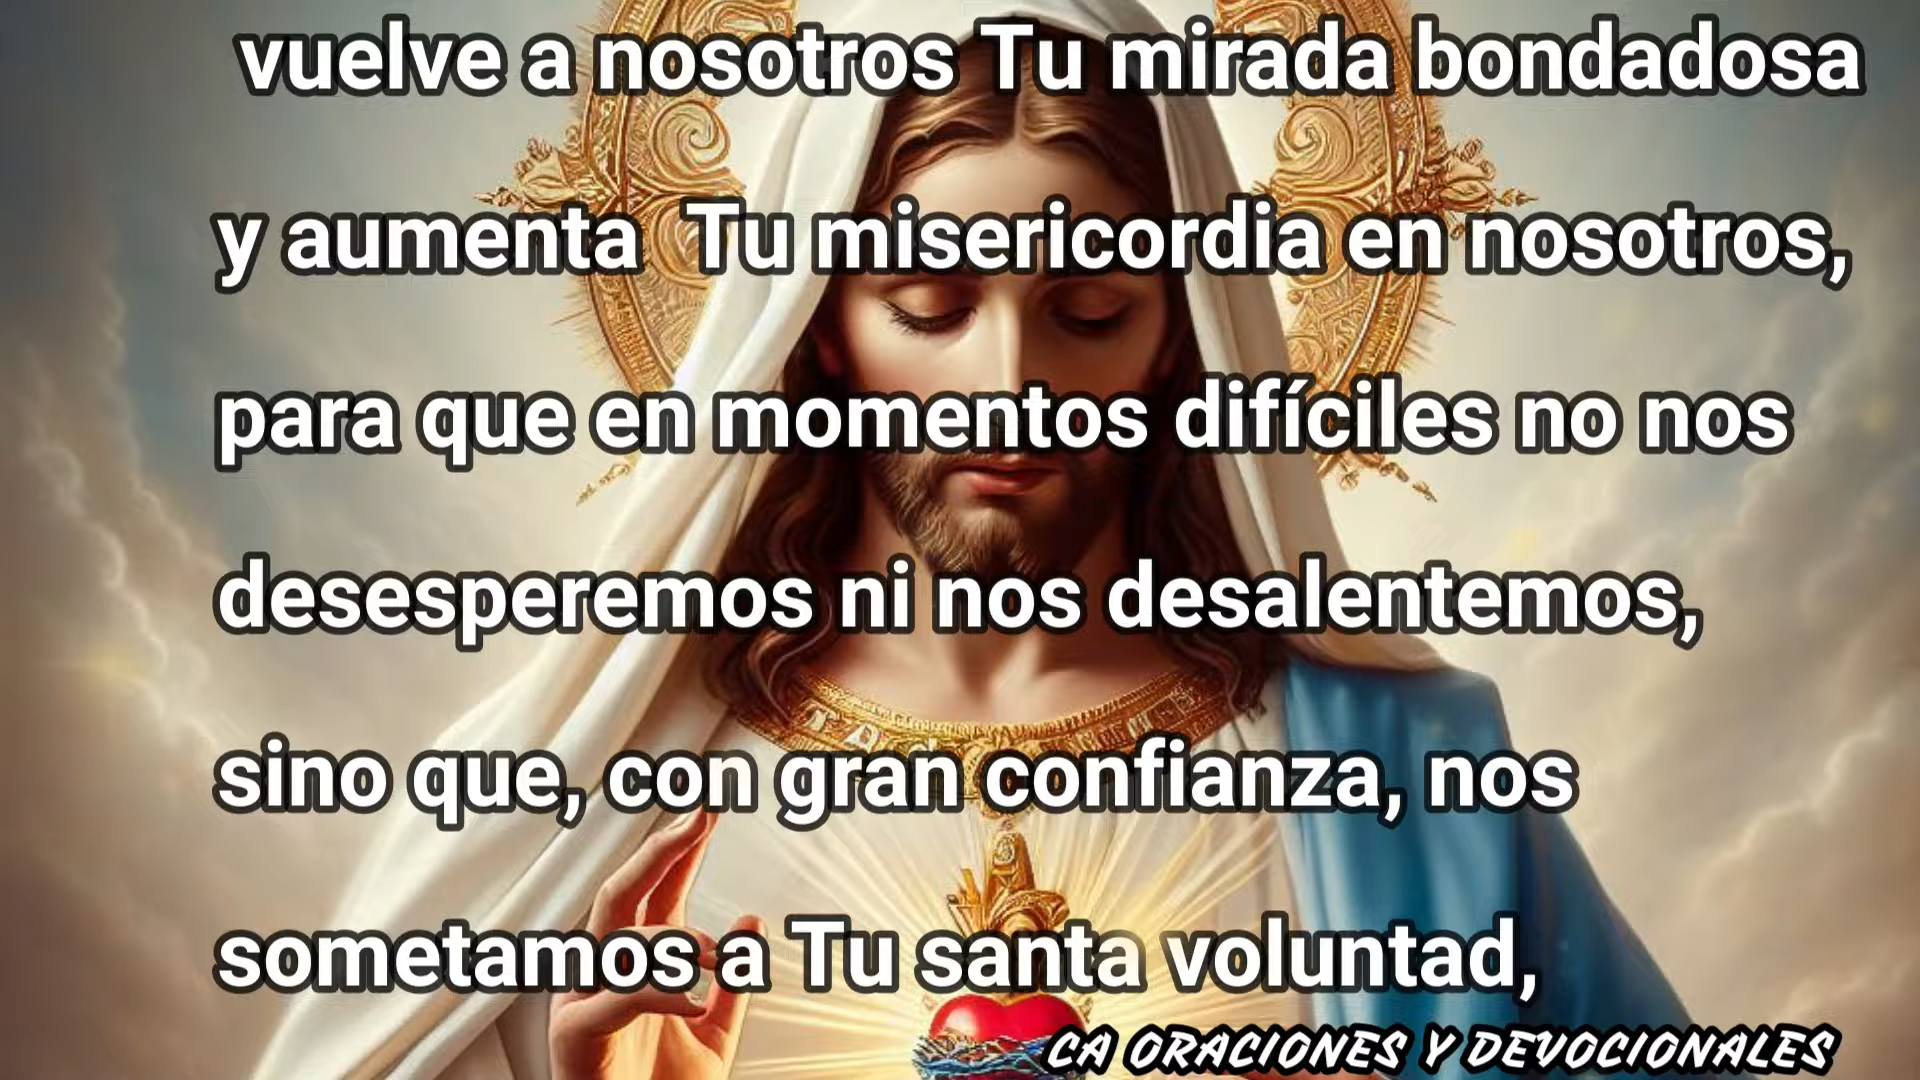 vuelve a nosotros Tu mirada bondadosa
y aumenta Tu misericordia en nosotros,
para que en momentos difíciles no nos
desesperemos ni nos desalentemos,
sino que, con gran confianza, nos
sometamos a Tu santa voluntad,
CA ORACIONES Y DEVOCIONALES